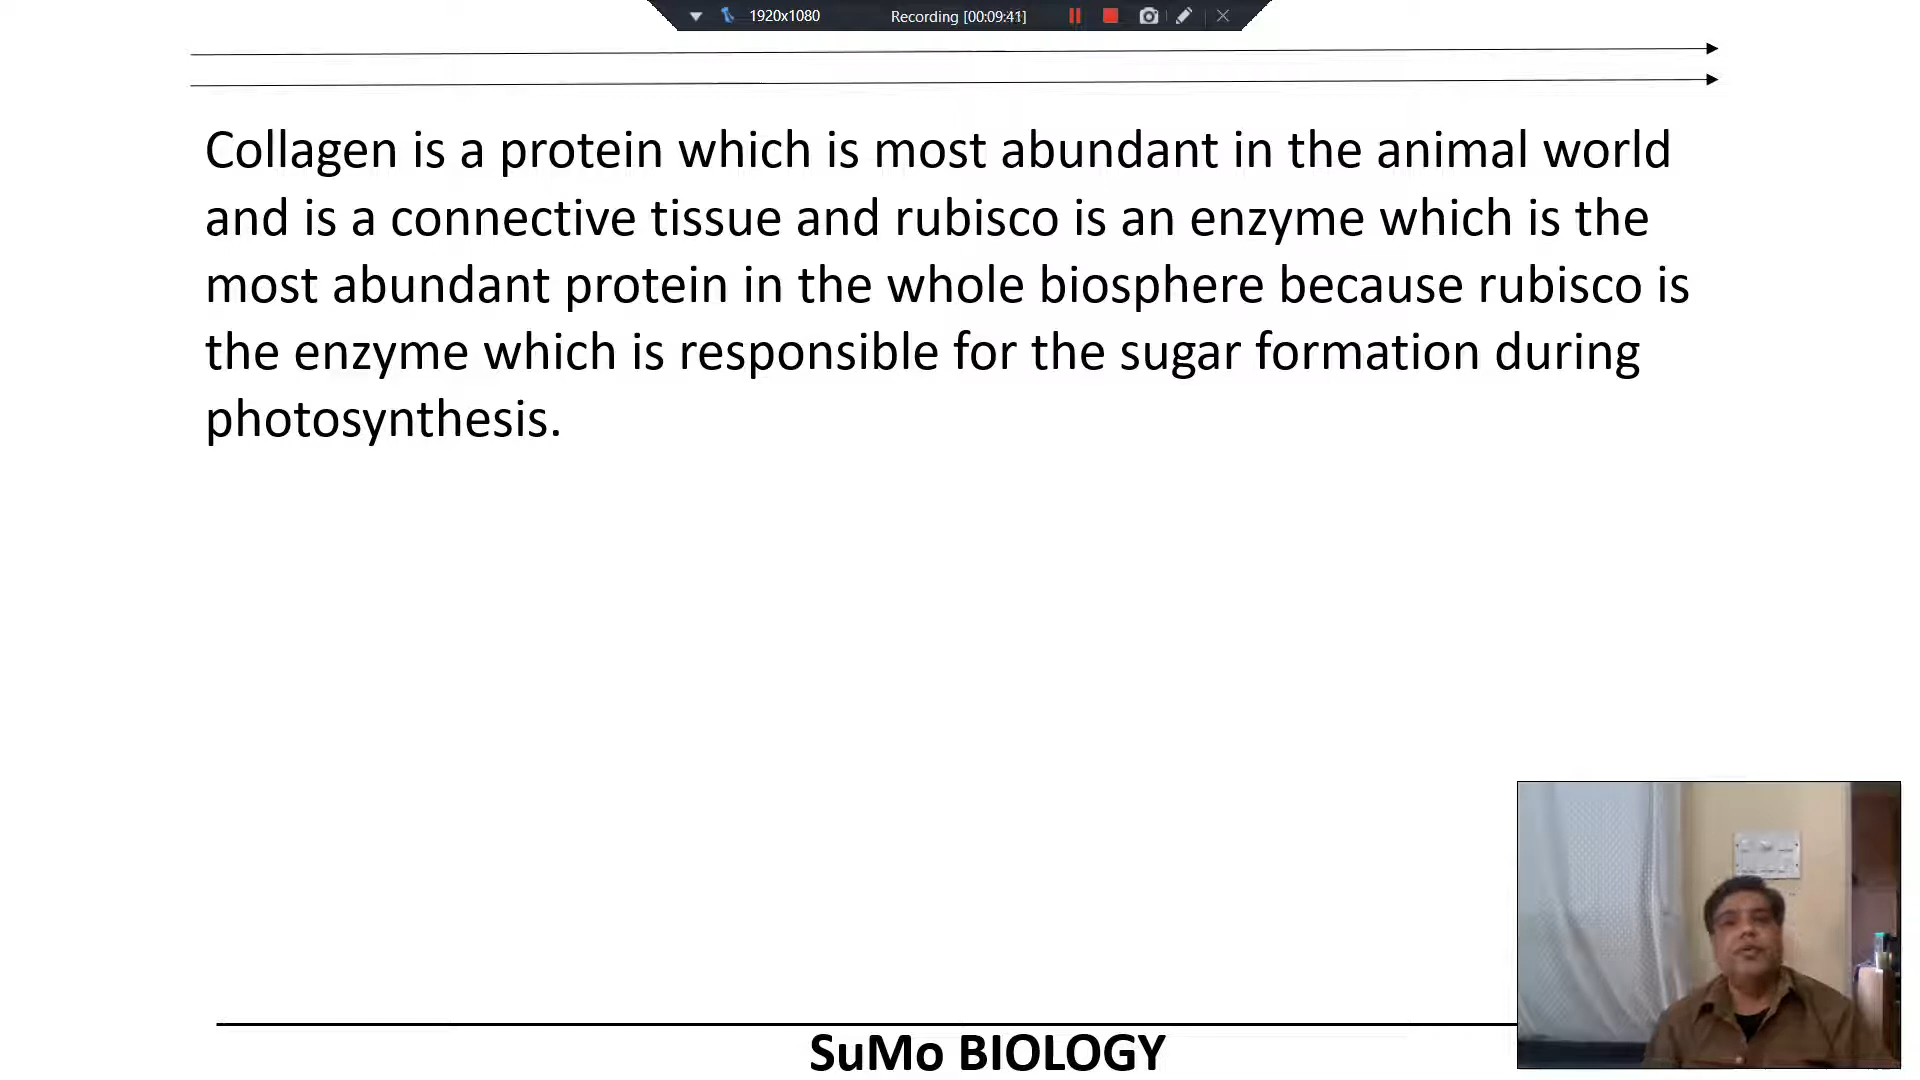 1920x1080 Recording [00:09:41]
Collagen is a protein which is most abundant in the animal world
and is a connective tissue and rubisco is an enzyme which is the
most abundant protein in the whole biosphere because rubisco is
the enzyme which is responsible for the sugar formation during
photosynthesis.
SuMo BIOLOGY